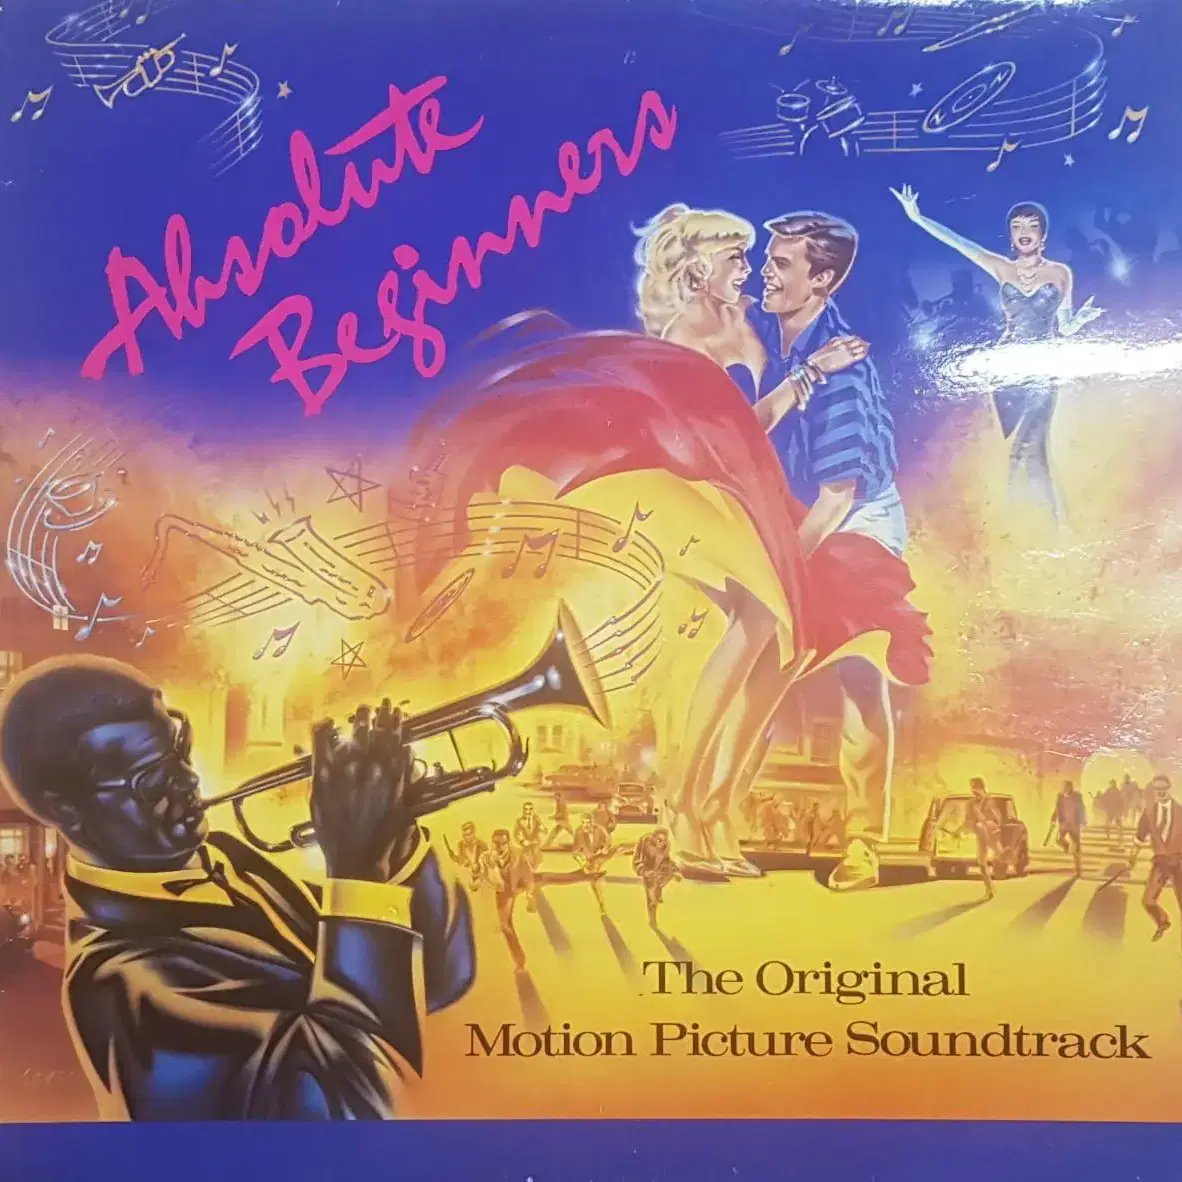 Absolute
Beginners
The Original
Motion Picture Soundtrack